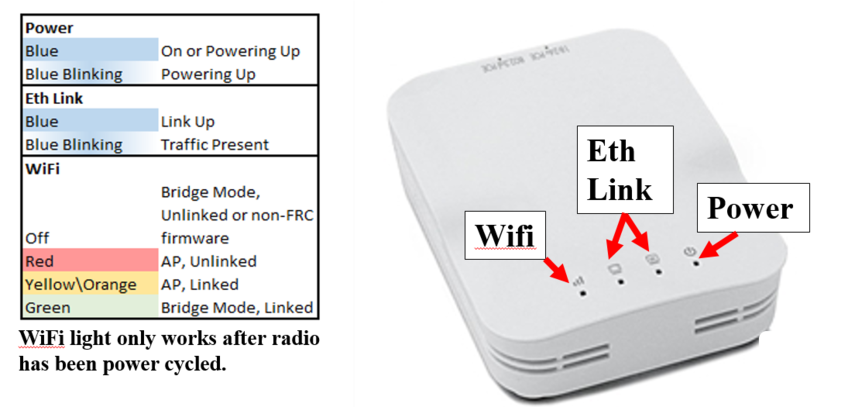 Power
Blue On or Powering Up
Blue Blinking Powering Up
Eth Link
Blue Link Up
Blue Blinking Traffic Present
WiFi
Bridge Mode,
Unlinked or non-FRC
Off firmware
Red AP, Unlinked
Yellow\Orange AP, Linked
Green Bridge Mode, Linked
WiFi light only works after radio
has been power cycled.
Eth
Link
Power
Wifi